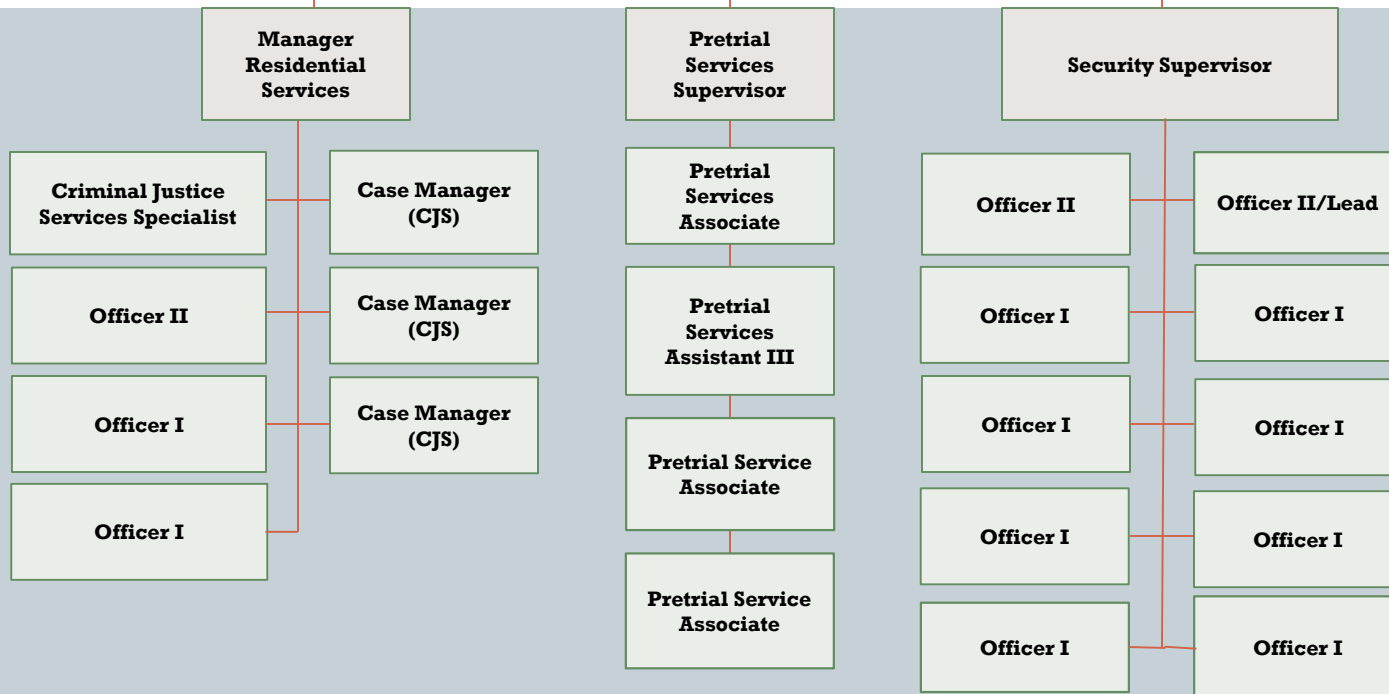 Manager
Residential
Services
Pretrial
Services
Supervisor
Security Supervisor
Criminal Justice
Services Specialist
Case Manager
(CJS)
Officer II
Case Manager
(CJS)
Officer I
Case Manager
(CJS)
Officer I
Pretrial
Services
Associate
Pretrial
Services
Assistant III
Pretrial Service
Associate
Pretrial Service
Associate
Officer II
Officer II/Lead
Officer I
Officer I
Officer I
Officer I
Officer I
Officer I
Officer I
Officer I